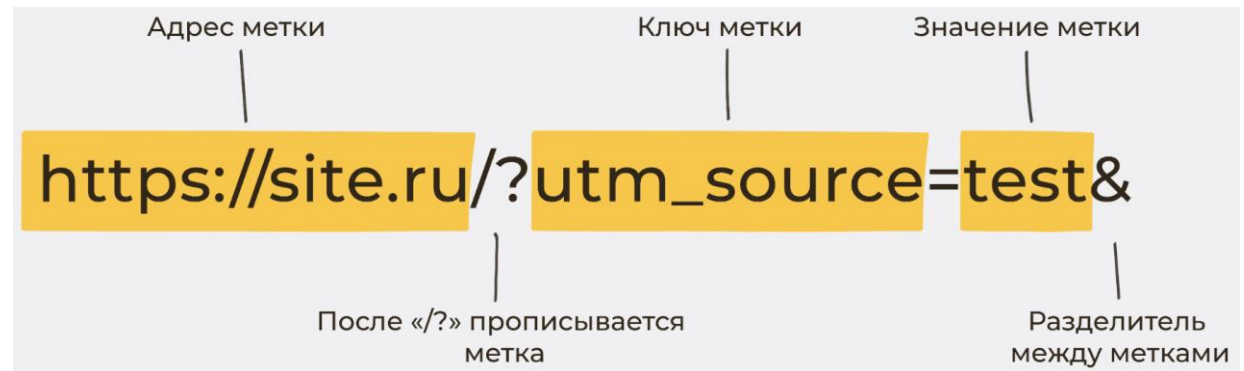 Адрес метки
Ключ метки
Значение метки
https://site.ru/?utm_source=test&
После «/?» прописывается
метка
Разделитель
между метками